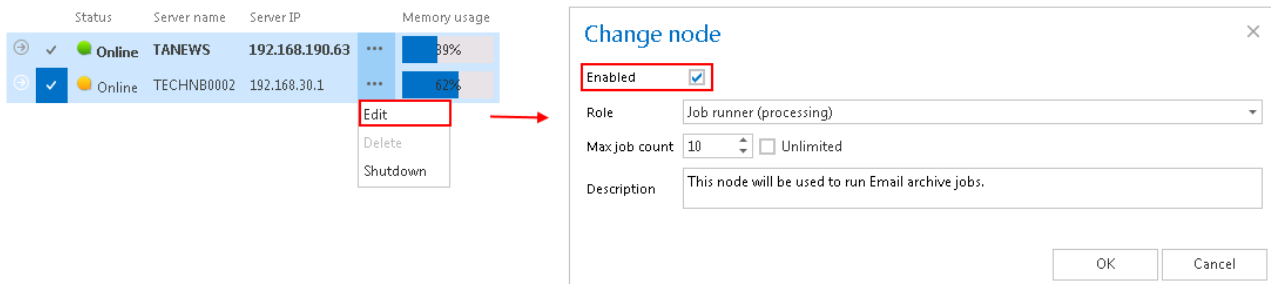 Status Server name Server IP Memory usage
Online TANEWS 192.168.190.63 ••• 39%
Online TECHNB0002 192.168.30.1 ••• 62%
Edit
Delete
Shutdown
Change node
Enabled
Role Job runner (processing)
Max job count 10 Unlimited
Description This node will be used to run Email archive jobs.
OK Cancel